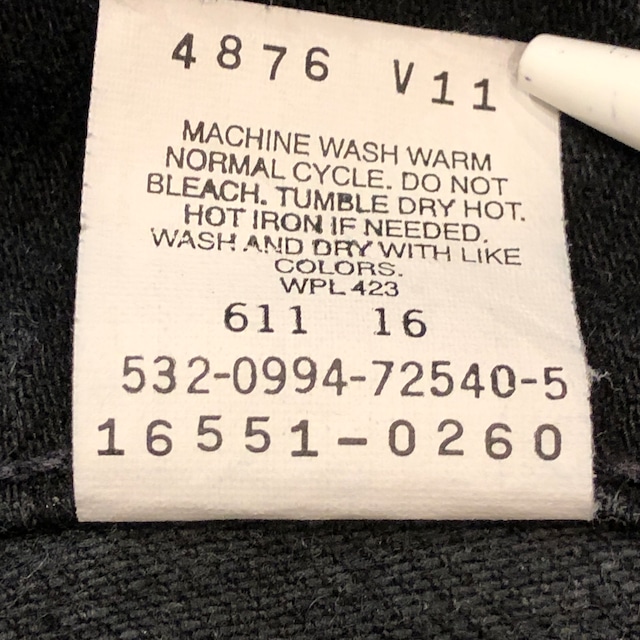 4876 V11
MACHINE WASH WARM
NORMAL CYCLE. DO NOT
BLEACH. TUMBLE DRY HOT.
HOT IRON IF NEEDED.
WASH AND DRY WITH LIKE
COLORS.
WPL 423
611 16
532-0994-72540-5
16551-0260